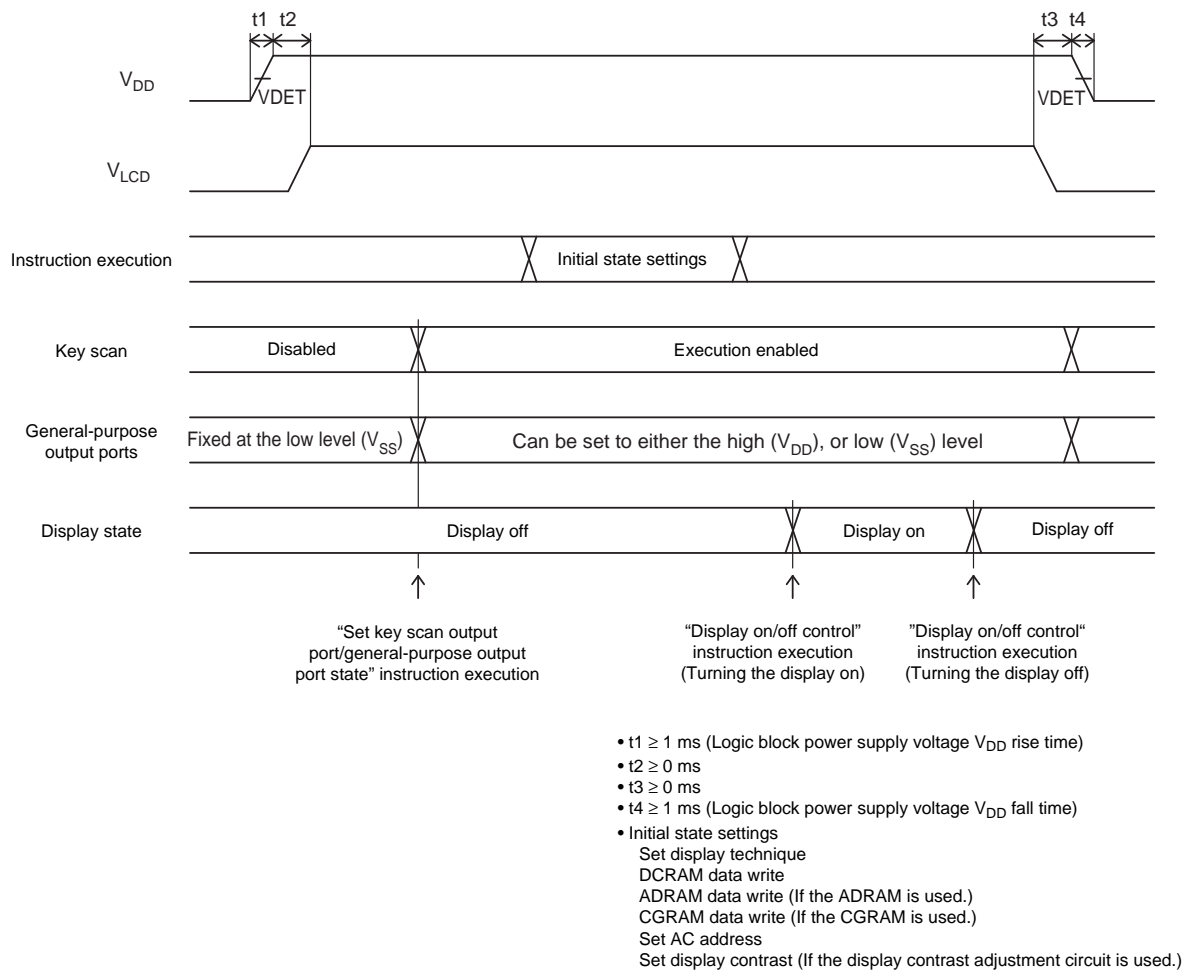 t1 t2 t3 t4
VDD
VDET VDET
VLCD
Instruction execution
Initial state settings
Key scan
Disabled
Execution enabled
General-purpose
output ports
Fixed at the low level (VSS)
Can be set to either the high (VDD), or low (VSS) level
Display state
Display off
Display on
Display off
“Set key scan output
port/general-purpose output
port state” instruction execution
“Display on/off control”
instruction execution
(Turning the display on)
”Display on/off control“
instruction execution
(Turning the display off)
• t1 ≥ 1 ms (Logic block power supply voltage VDD rise time)
• t2 ≥ 0 ms
• t3 ≥ 0 ms
• t4 ≥ 1 ms (Logic block power supply voltage VDD fall time)
• Initial state settings
Set display technique
DCRAM data write
ADRAM data write (If the ADRAM is used.)
CGRAM data write (If the CGRAM is used.)
Set AC address
Set display contrast (If the display contrast adjustment circuit is used.)